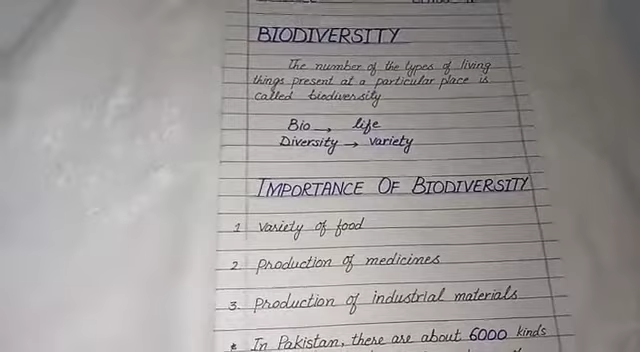 BIODIVERSITY
The number of the types of living
things present at a particular place is
called biodiversity
Bio → life
Diversity → variety
IMPORTANCE OF BIODIVERSITY
1 Variety of food
2. Production of medicines
3. Production of industrial materials
* In Pakistan, there are about 6000 kinds